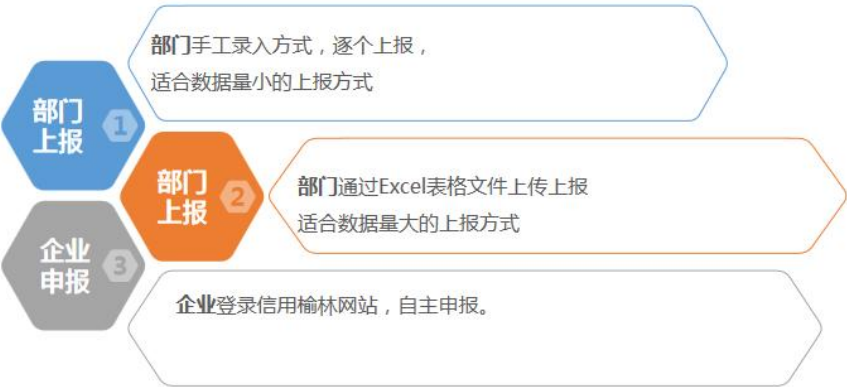 部门手工录入方式，逐个上报，
适合数据量小的上报方式
部门
上报
1
部门
上报
2
部门通过Excel表格文件上传上报
适合数据量大的上报方式
企业
申报
3
企业登录信用榆林网站，自主申报。